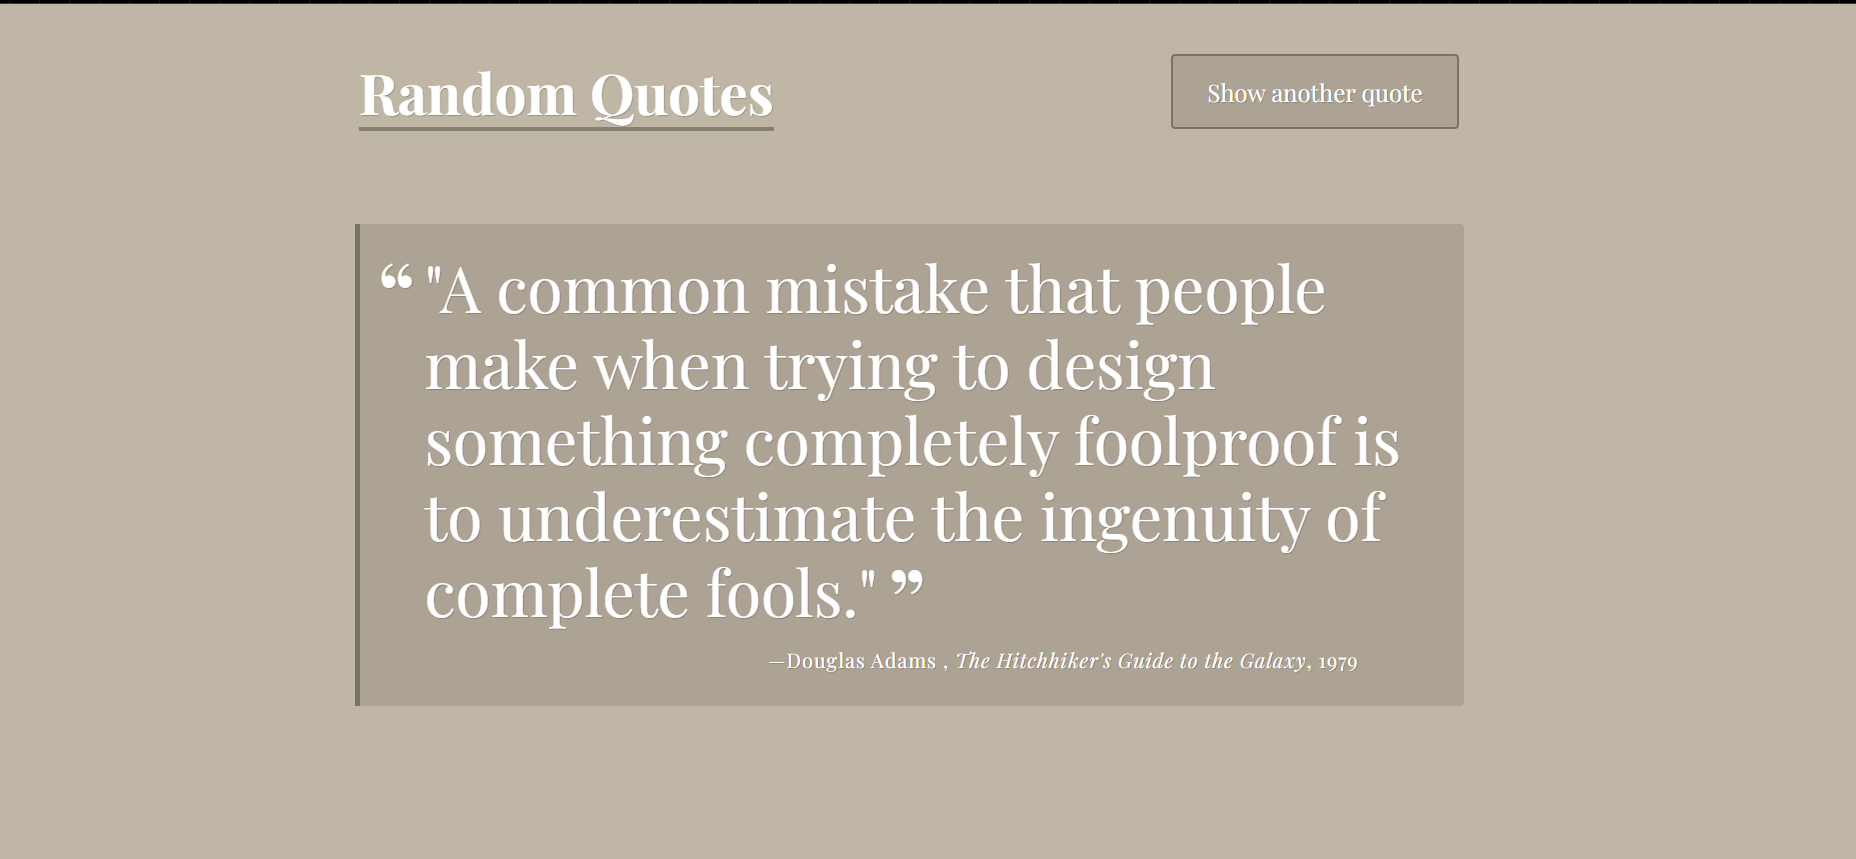 Random Quotes
Show another quote
“ "A common mistake that people
make when trying to design
something completely foolproof is
to underestimate the ingenuity of
complete fools." ”
—Douglas Adams , The Hitchhiker's Guide to the Galaxy, 1979